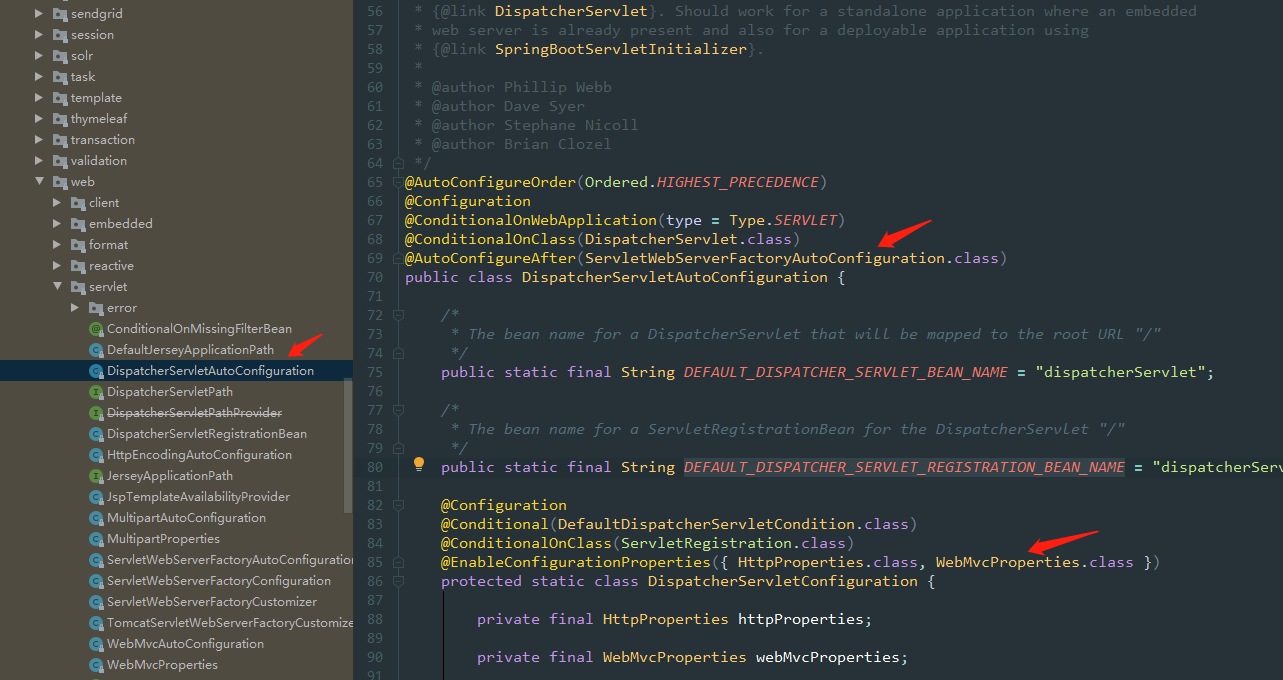 sendgrid
session
solr
task
template
thymeleaf
transaction
validation
web
client
embedded
format
reactive
servlet
error
ConditionalOnMissingFilterBean
DefaultJerseyApplicationPath
DispatcherServletAutoConfiguration
DispatcherServletPath
DispatcherServletPathProvider
DispatcherServletRegistrationBean
HttpEncodingAutoConfiguration
JerseyApplicationPath
JspTemplateAvailabilityProvider
MultipartAutoConfiguration
MultipartProperties
ServletWebServerFactoryAutoConfiguration
ServletWebServerFactoryConfiguration
ServletWebServerFactoryCustomizer
TomcatServletWebServerFactoryCustomize
WebMvcAutoConfiguration
WebMvcProperties
56 * {@link DispatcherServlet}. Should work for a standalone application where an embedded
57 * web server is already present and also for a deployable application using
58 * {@link SpringBootServletInitializer}.
59 *
60 * @author Phillip Webb
61 * @author Dave Syer
62 * @author Stephane Nicoll
63 * @author Brian Clozel
64 */
65 @AutoConfigureOrder(Ordered.HIGHEST_PRECEDENCE)
66 @Configuration
67 @ConditionalOnWebApplication(type = Type.SERVLET)
68 @ConditionalOnClass(DispatcherServlet.class)
69 @AutoConfigureAfter(ServletWebServerFactoryAutoConfiguration.class)
70 public class DispatcherServletAutoConfiguration {
71
72 /*
73 * The bean name for a DispatcherServlet that will be mapped to the root URL "/"
74 */
75 public static final String DEFAULT_DISPATCHER_SERVLET_BEAN_NAME = "dispatcherServlet";
76
77 /*
78 * The bean name for a ServletRegistrationBean for the DispatcherServlet "/"
79 */
80 public static final String DEFAULT_DISPATCHER_SERVLET_REGISTRATION_BEAN_NAME = "dispatcherServ
81
82 @Configuration
83 @Conditional(DefaultDispatcherServletCondition.class)
84 @ConditionalOnClass(ServletRegistration.class)
85 @EnableConfigurationProperties({ HttpProperties.class, WebMvcProperties.class })
86 protected static class DispatcherServletConfiguration {
87
88 private final HttpProperties httpProperties;
89
90 private final WebMvcProperties webMvcProperties;
91